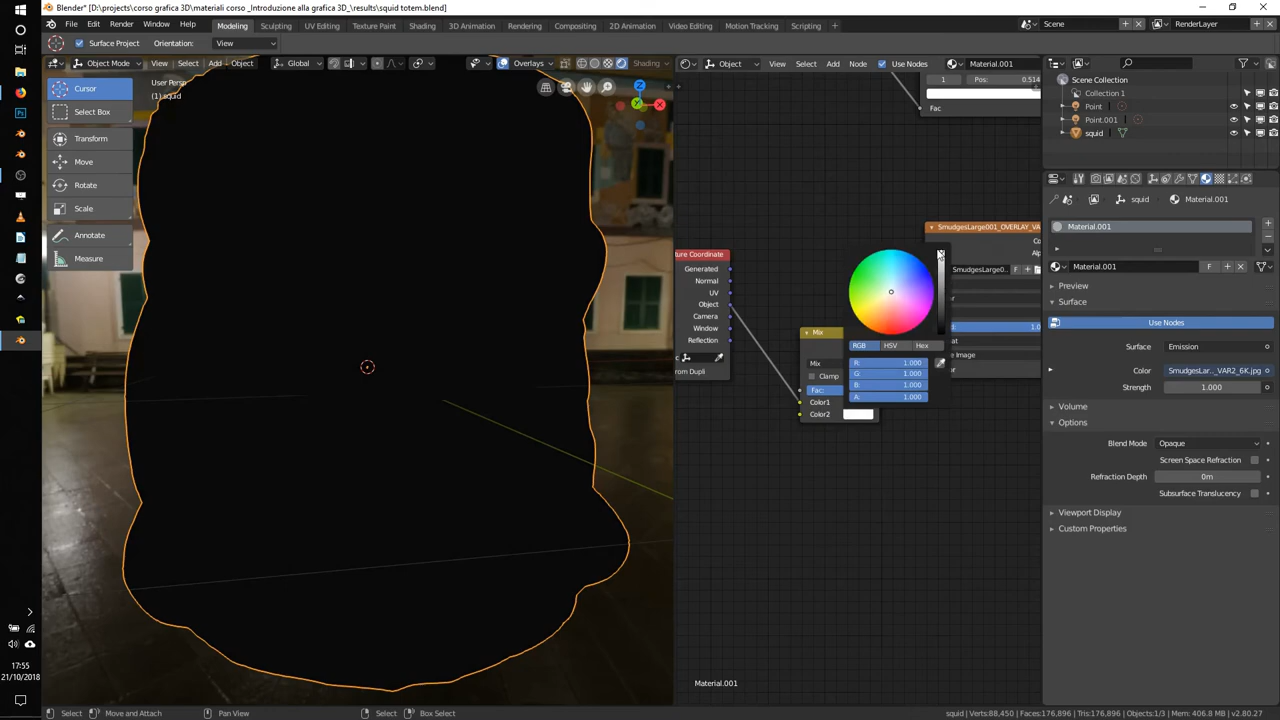 Blender* [D:\projects\corso grafica 3D\materiali corso _Introduzione alla grafica 3D_\results\squid totem.blend]
File Edit Render Window Help
Modeling Sculpting UV Editing Texture Paint Shading 3D Animation Rendering Compositing 2D Animation Video Editing Motion Tracking Scripting
Scene RenderLayer
Surface Project Orientation: View
Object Mode View Select Add Object Global Overlays Shading
Object View Select Add Node Use Nodes Material.001
User Persp
(1) squid
Cursor
Select Box
Transform
Move
Rotate
Scale
Annotate
Measure
1 Pos: 0.514
Fac
SmudgesLarge001_OVERLAY_VA
Co
Alp
SmudgesLarge0.. F
1.0
at
e Image
ture Coordinate
Generated
Normal
UV
Object
Camera
Window
Reflection
rom Dupli
Mix
Mix
Clamp
Fac:
Color1
Color2
RGB HSV Hex
R: 1.000
G: 1.000
B: 1.000
A: 1.000
Material.001
Scene Collection
Collection 1
Point
Point.001
squid
squid Material.001
Material.001
Material.001 F
Preview
Surface
Use Nodes
Surface Emission
Color SmudgesLar.._VAR2_6K.jpg
Strength 1.000
Volume
Options
Blend Mode Opaque
Screen Space Refraction
Refraction Depth 0m
Subsurface Translucency
Viewport Display
Custom Properties
17:55
21/10/2018
Select Move and Attach Pan View Select Box Select
squid | Verts:88,450 | Faces:176,896 | Tris:176,896 | Objects:1/3 | Mem: 406.8 MB | v2.80.27